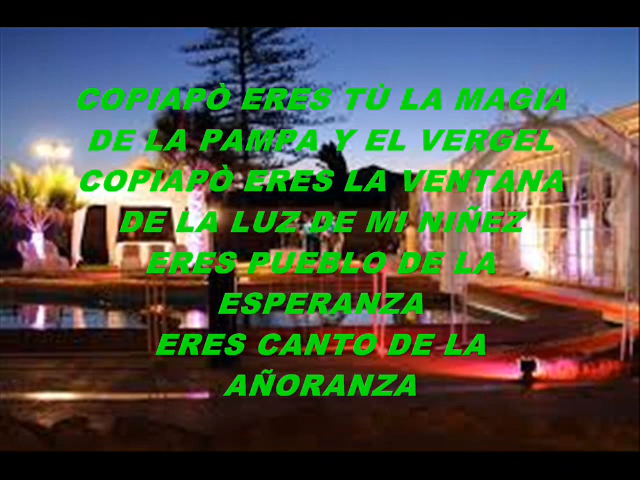 COPIAPÒ ERES TÙ LA MAGIA
DE LA PAMPA Y EL VERGEL
COPIAPÒ ERES LA VENTANA
DE LA LUZ DE MI NIÑEZ
ERES PUEBLO DE LA
ESPERANZA
ERES CANTO DE LA
AÑORANZA